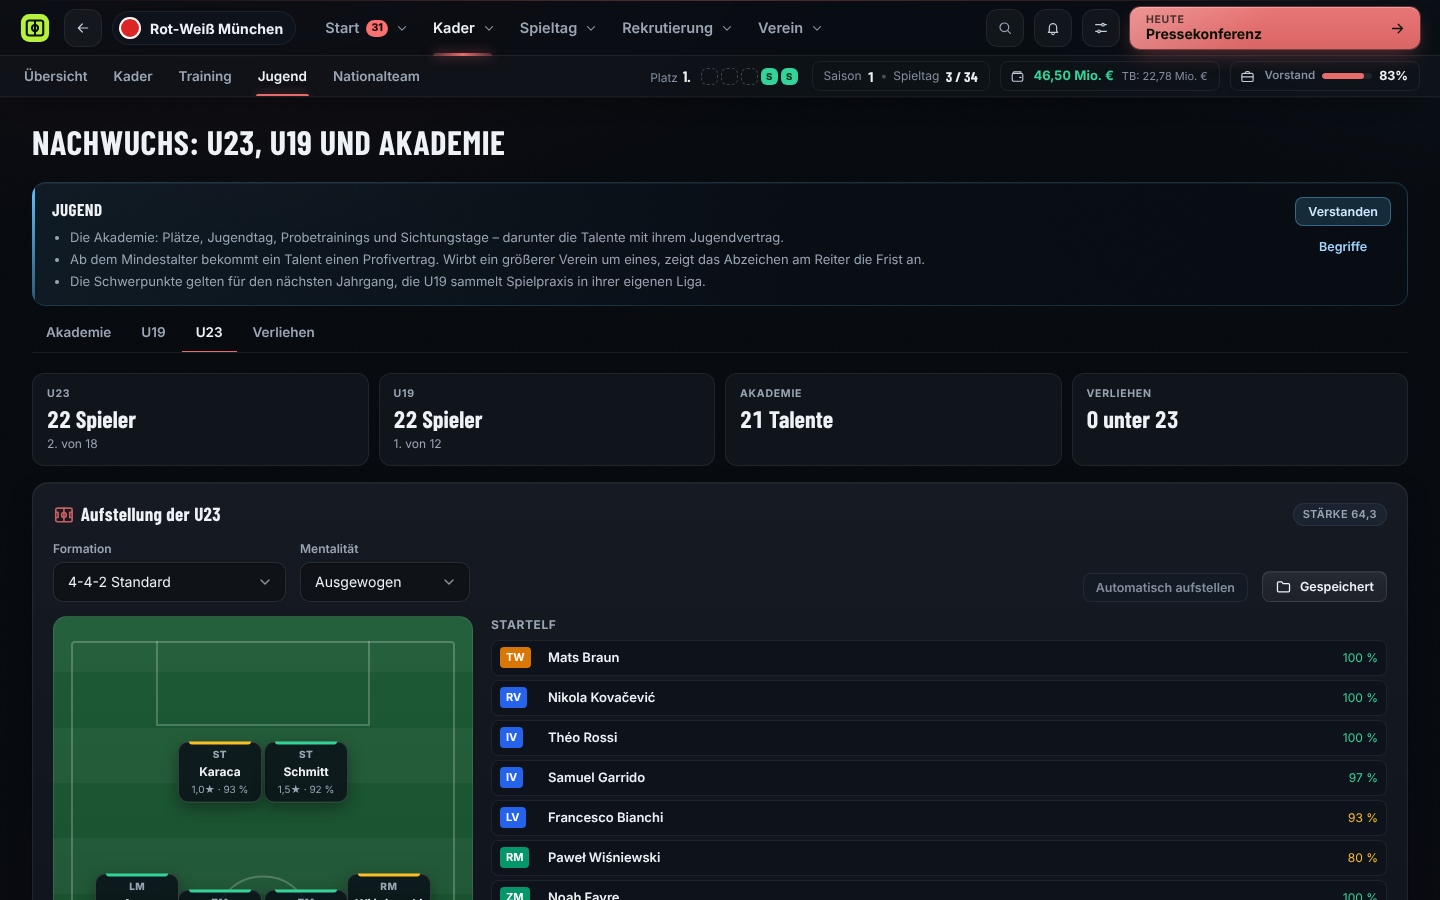 Rot-Weiß München
Start 31
Kader
Spieltag
Rekrutierung
Verein
HEUTE
Pressekonferenz
Übersicht
Kader
Training
Jugend
Nationalteam
Platz 1.
S S
Saison 1 • Spieltag 3 / 34
46,50 Mio. € TB: 22,78 Mio. €
Vorstand 83%
NACHWUCHS: U23, U19 UND AKADEMIE
JUGEND
• Die Akademie: Plätze, Jugendtag, Probetrainings und Sichtungstage – darunter die Talente mit ihrem Jugendvertrag.
• Ab dem Mindestalter bekommt ein Talent einen Profivertrag. Wirbt ein größerer Verein um eines, zeigt das Abzeichen am Reiter die Frist an.
• Die Schwerpunkte gelten für den nächsten Jahrgang, die U19 sammelt Spielpraxis in ihrer eigenen Liga.
Verstanden
Begriffe
Akademie
U19
U23
Verliehen
U23
22 Spieler
2. von 18
U19
22 Spieler
1. von 12
AKADEMIE
21 Talente
VERLIEHEN
0 unter 23
Aufstellung der U23
STÄRKE 64,3
Formation
4-4-2 Standard
Mentalität
Ausgewogen
Automatisch aufstellen
Gespeichert
ST
Karaca
1,0★ · 93 %
ST
Schmitt
1,5★ · 92 %
LM
RM
STARTELF
TW Mats Braun 100 %
RV Nikola Kovačević 100 %
IV Théo Rossi 100 %
IV Samuel Garrido 97 %
LV Francesco Bianchi 93 %
RM Paweł Wiśniewski 80 %
ZM Noah Favre 100 %